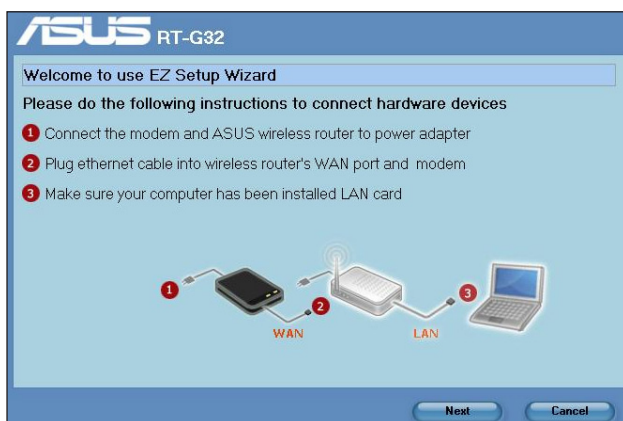 ASUS RT-G32
Welcome to use EZ Setup Wizard
Please do the following instructions to connect hardware devices
1 Connect the modem and ASUS wireless router to power adapter
2 Plug ethernet cable into wireless router's WAN port and modem
3 Make sure your computer has been installed LAN card
1
2
3
WAN
LAN
Next
Cancel